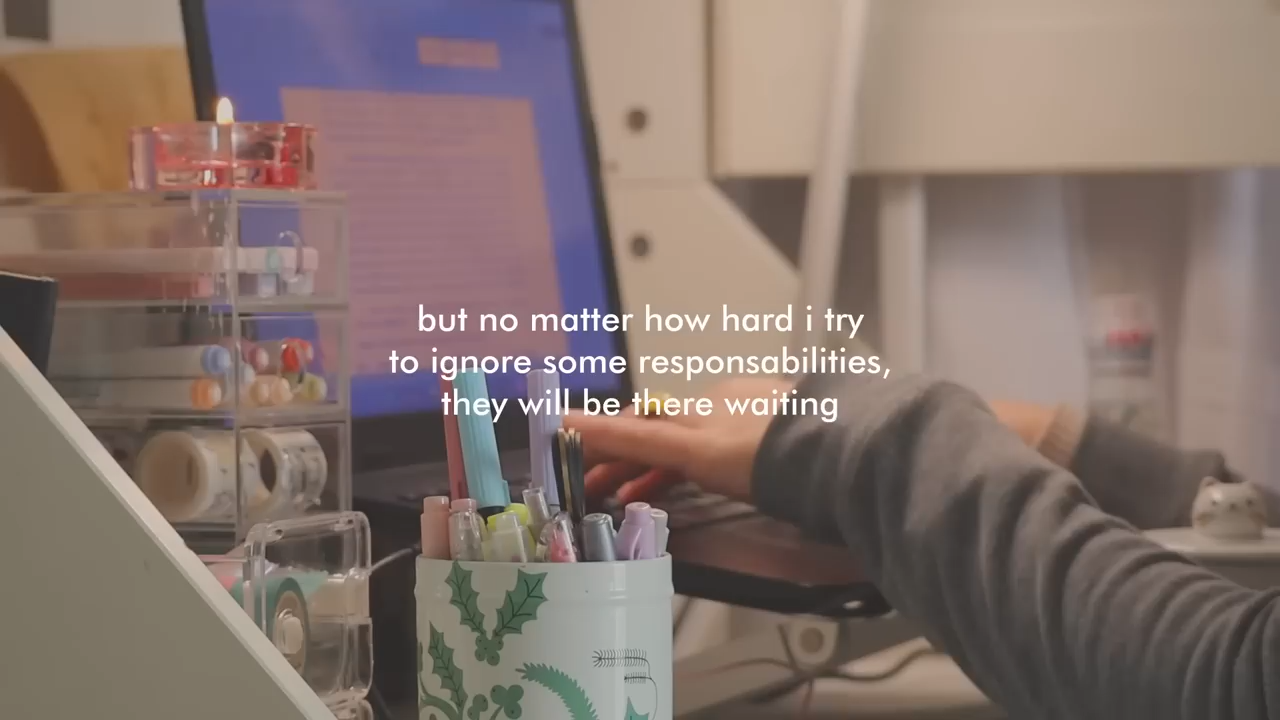 but no matter how hard i try
to ignore some responsabilities,
they will be there waiting